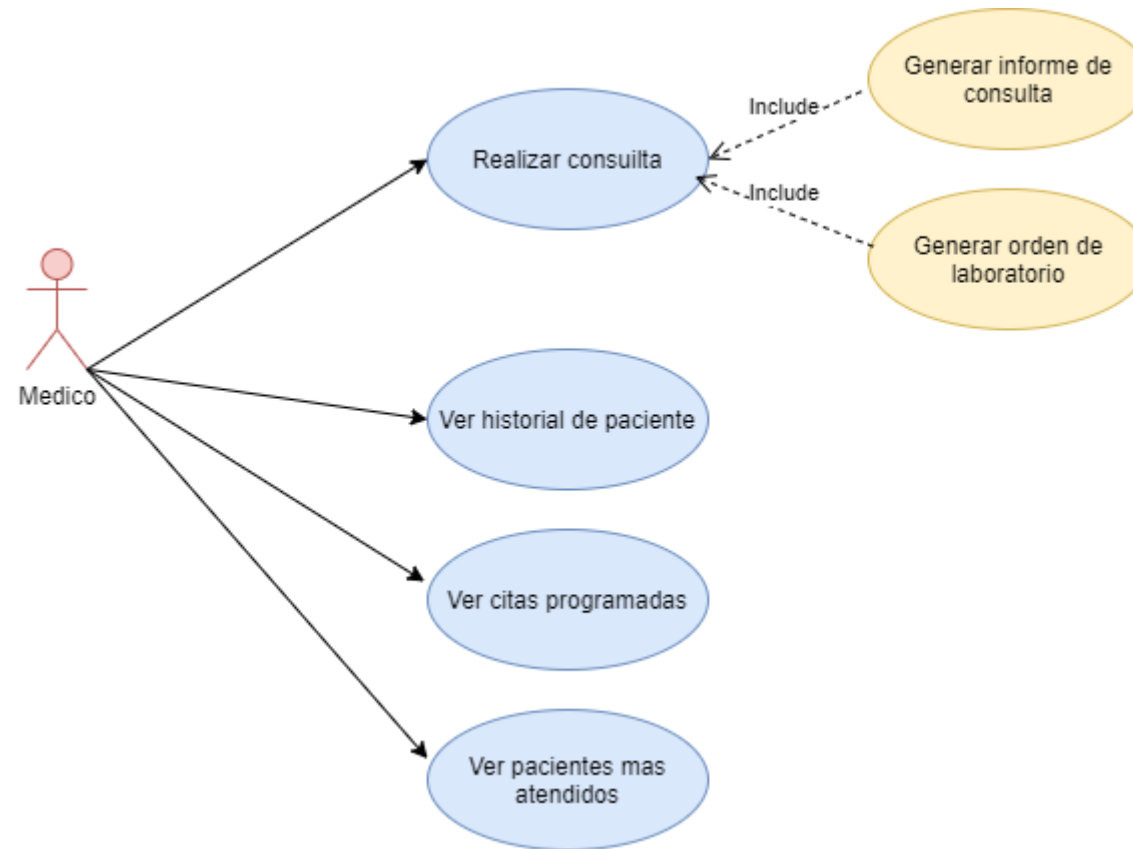 Generar informe de
consulta
Include
Realizar consuilta
Include
Generar orden de
laboratorio
Medico
Ver historial de paciente
Ver citas programadas
Ver pacientes mas
atendidos